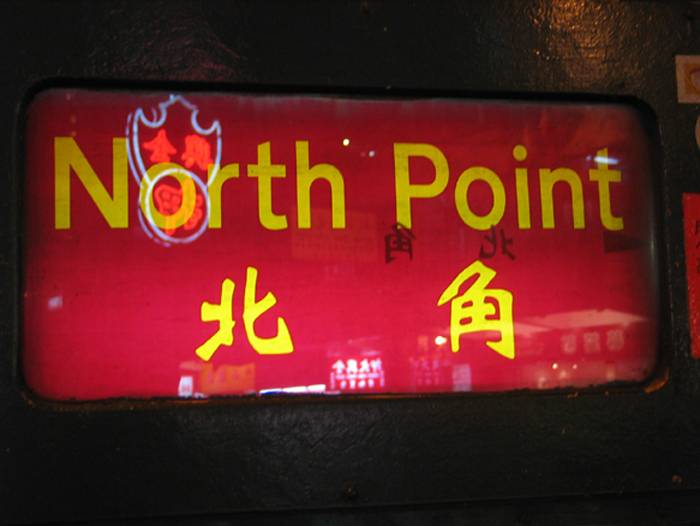 North Point
北 角